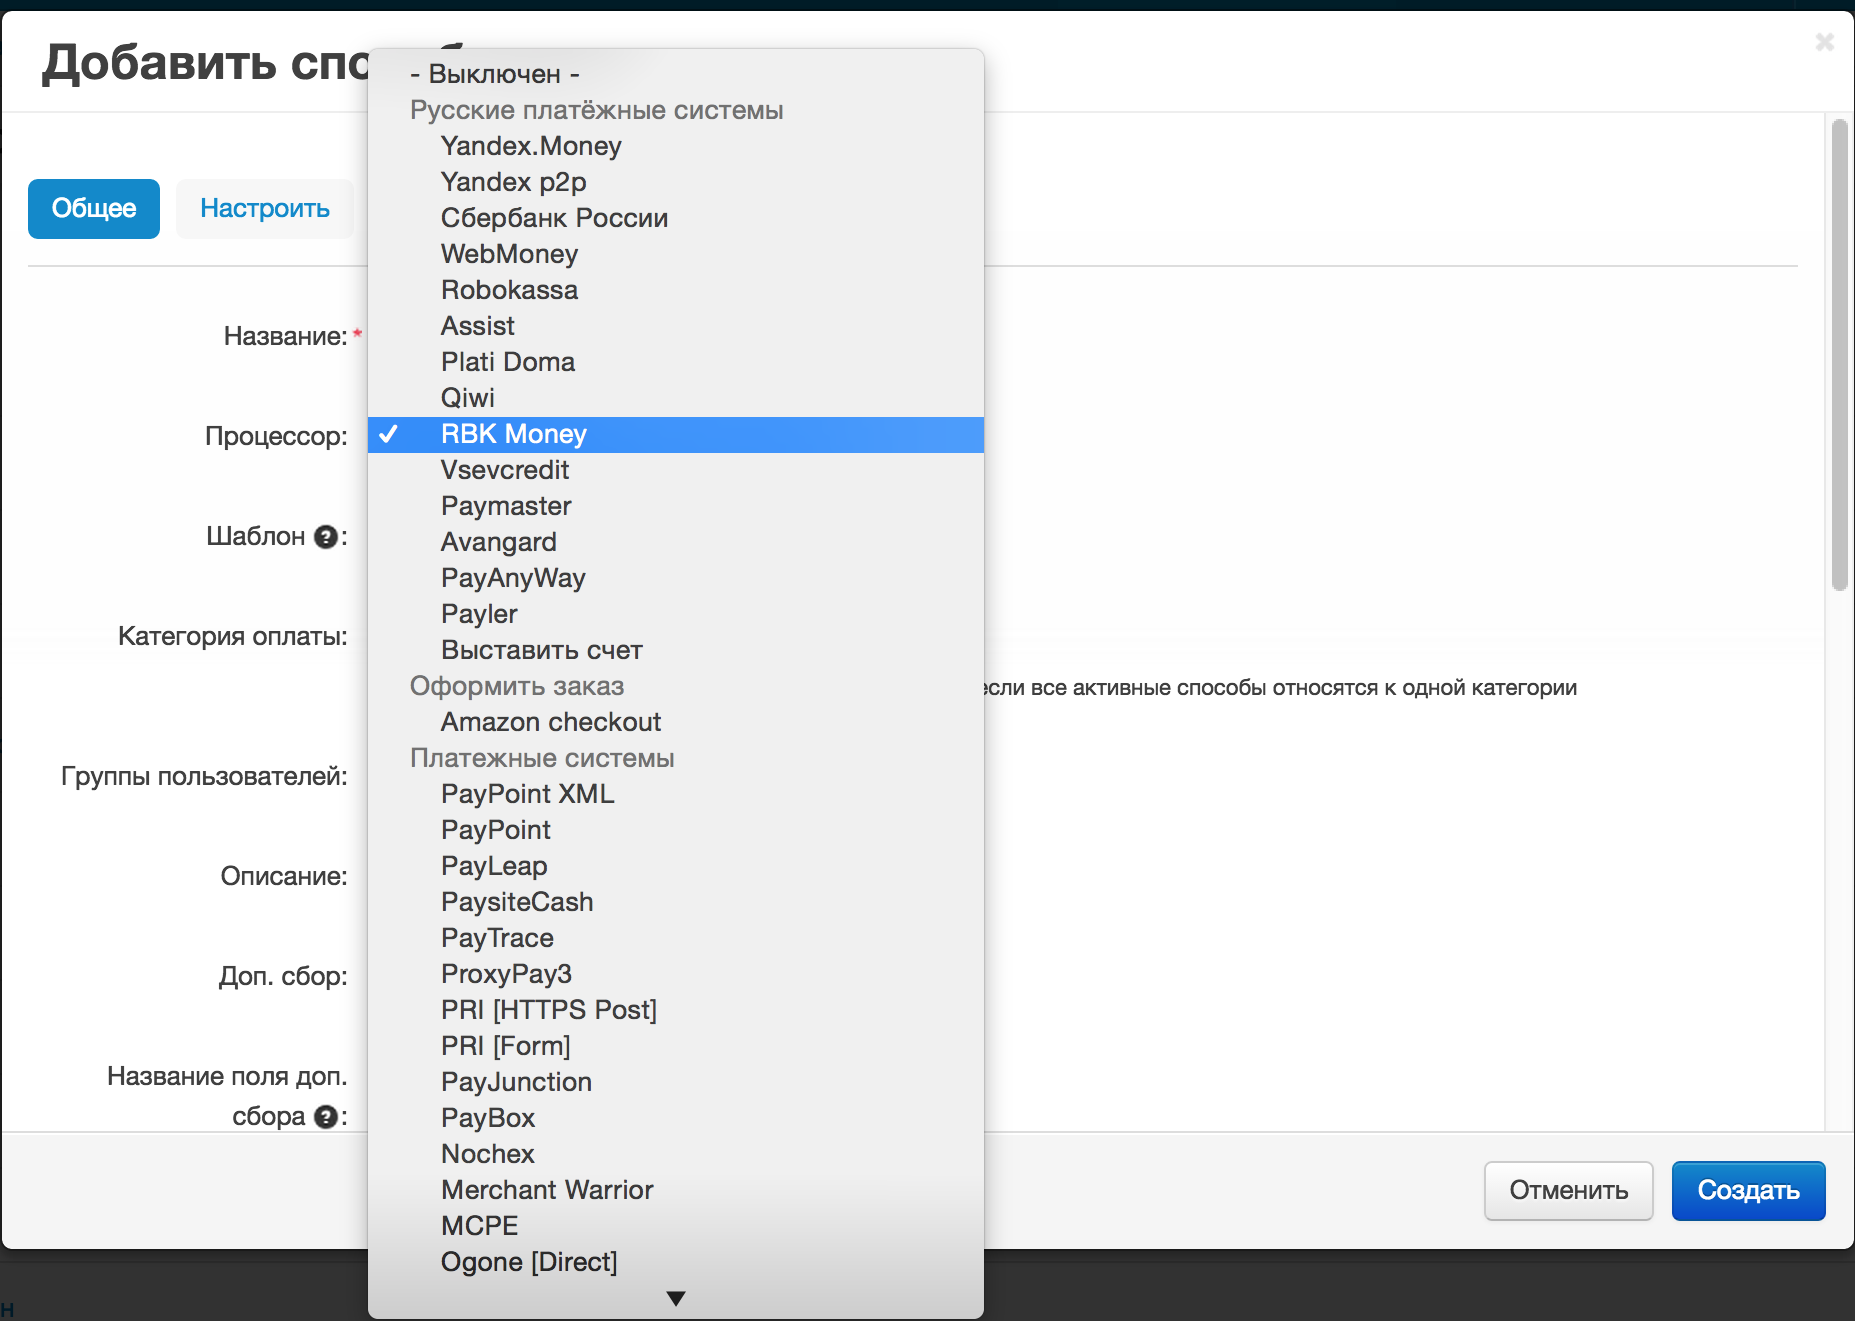 Добавить
- Выключен -
Русские платёжные системы
Yandex.Money
Yandex p2p
Сбербанк России
WebMoney
Robokassa
Assist
Plati Doma
Qiwi
RBK Money
Vsevcredit
Paymaster
Avangard
PayAnyWay
Payler
Выставить счет
Оформить заказ
Amazon checkout
Платежные системы
PayPoint XML
PayPoint
PayLeap
PaysiteCash
PayTrace
ProxyPay3
PRI [HTTPS Post]
PRI [Form]
PayJunction
PayBox
Nochex
Merchant Warrior
MCPE
Ogone [Direct]
Общее
Настроить
Название:*
Процессор:
Шаблон ?:
Категория оплаты:
если все активные способы относятся к одной категории
Группы пользователей:
Описание:
Доп. сбор:
Название поля доп.
сбора ?:
Отменить
Создать